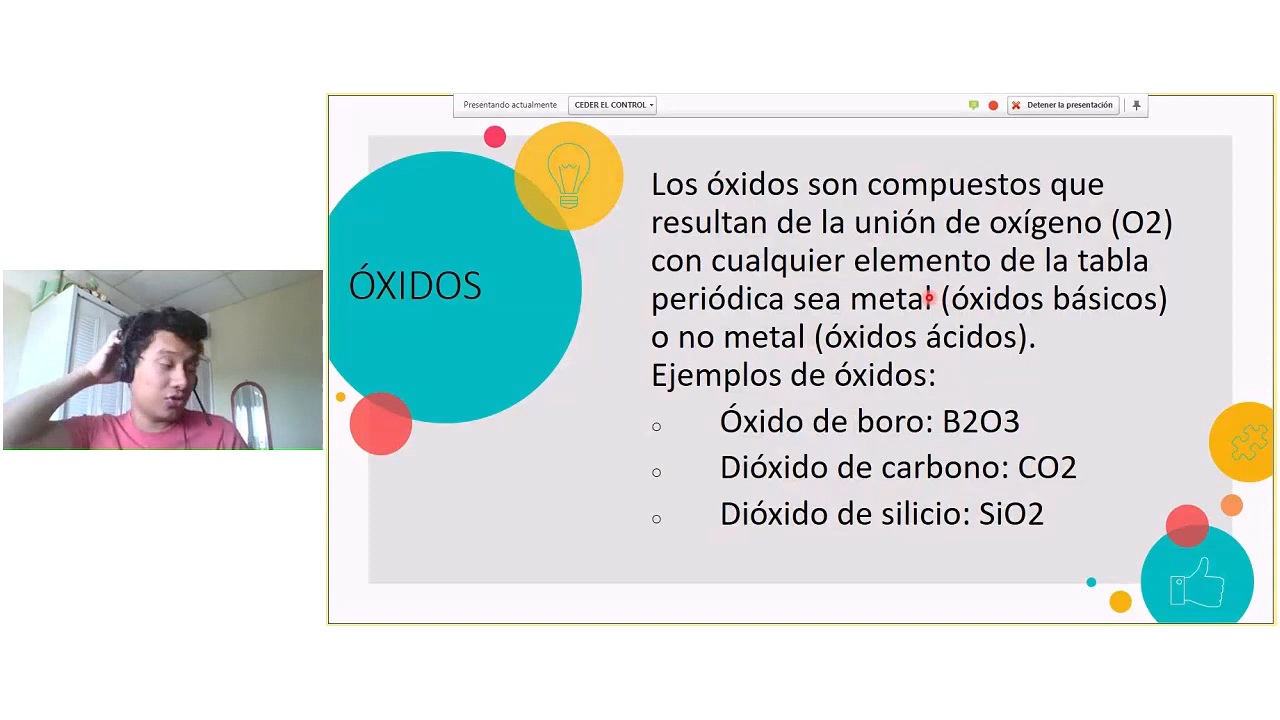 Presentando actualmente
CEDER EL CONTROL
Detener la presentación
ÓXIDOS
Los óxidos son compuestos que
resultan de la unión de oxígeno (O2)
con cualquier elemento de la tabla
periódica sea metal (óxidos básicos)
o no metal (óxidos ácidos).
Ejemplos de óxidos:
Óxido de boro: B2O3
Dióxido de carbono: CO2
Dióxido de silicio: SiO2